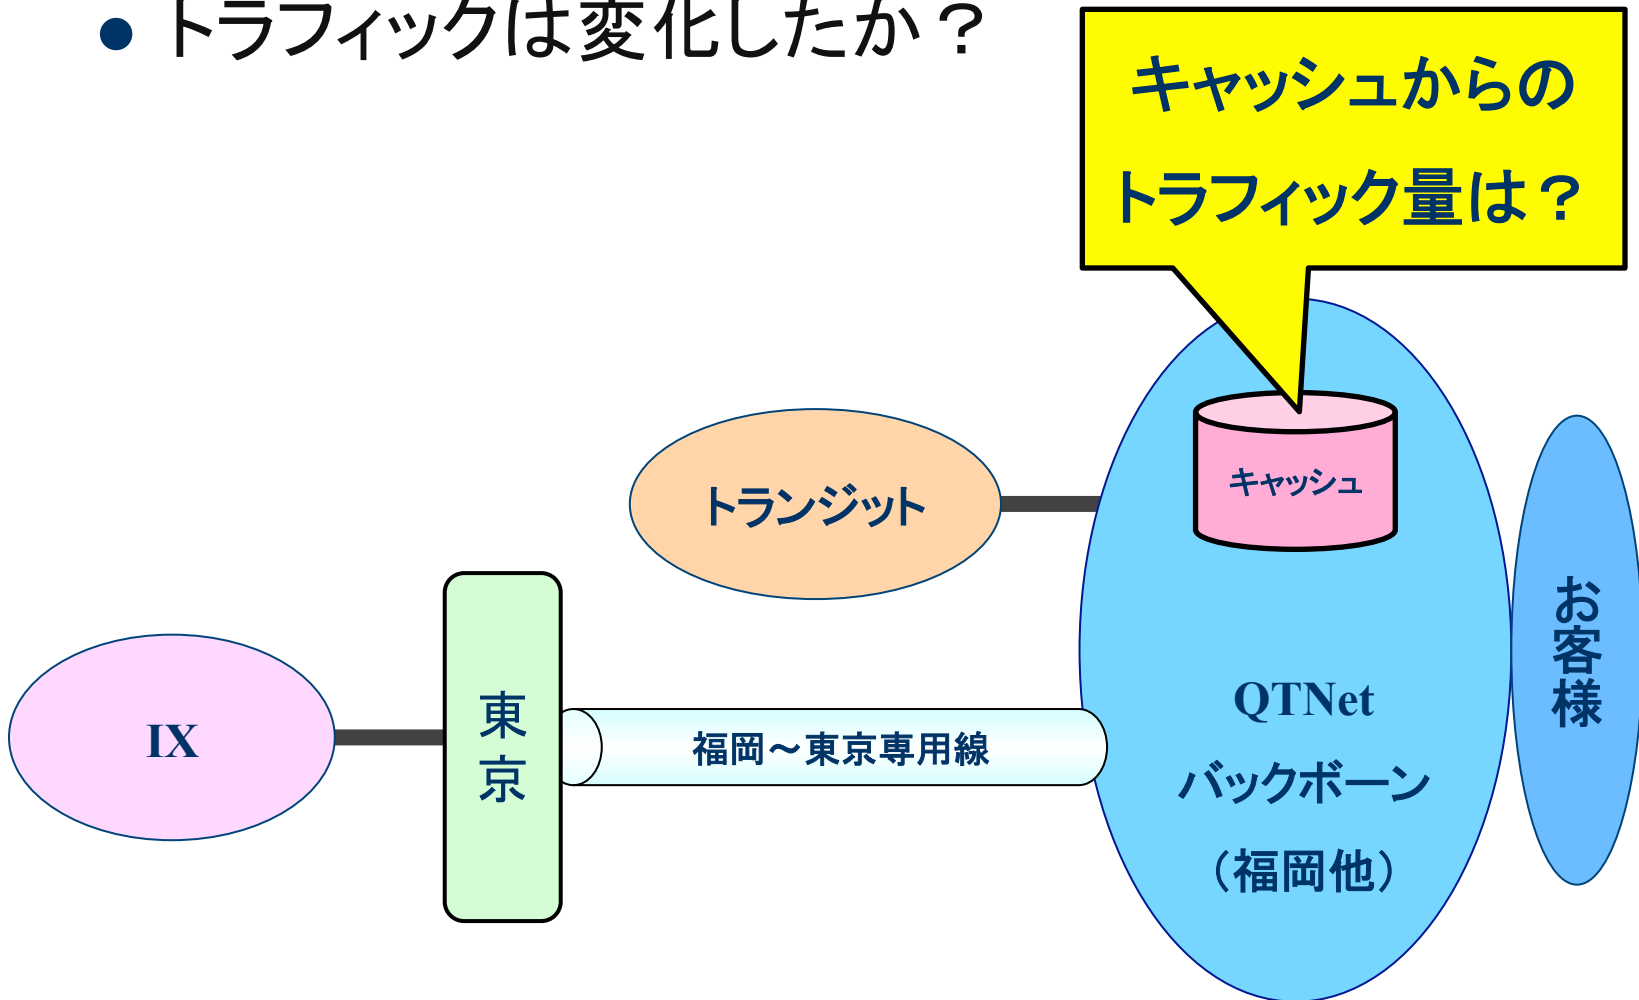 ● トラフィックは変化したか？
キャッシュからの
トラフィック量は？
キャッシュ
トランジット
お客様
東京
IX
福岡～東京専用線
QTNet
バックボーン
（福岡他）